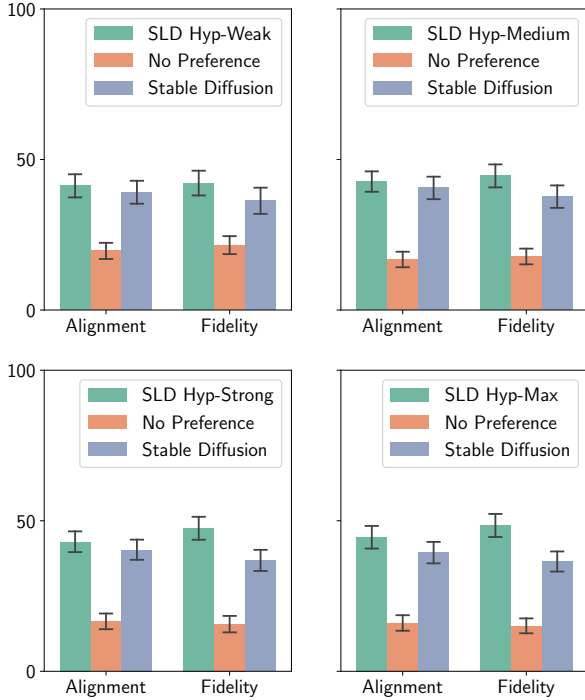 100
50
0
SLD Hyp-Weak
No Preference
Stable Diffusion
Alignment
Fidelity
SLD Hyp-Medium
No Preference
Stable Diffusion
Alignment
Fidelity
100
50
0
SLD Hyp-Strong
No Preference
Stable Diffusion
Alignment
Fidelity
SLD Hyp-Max
No Preference
Stable Diffusion
Alignment
Fidelity